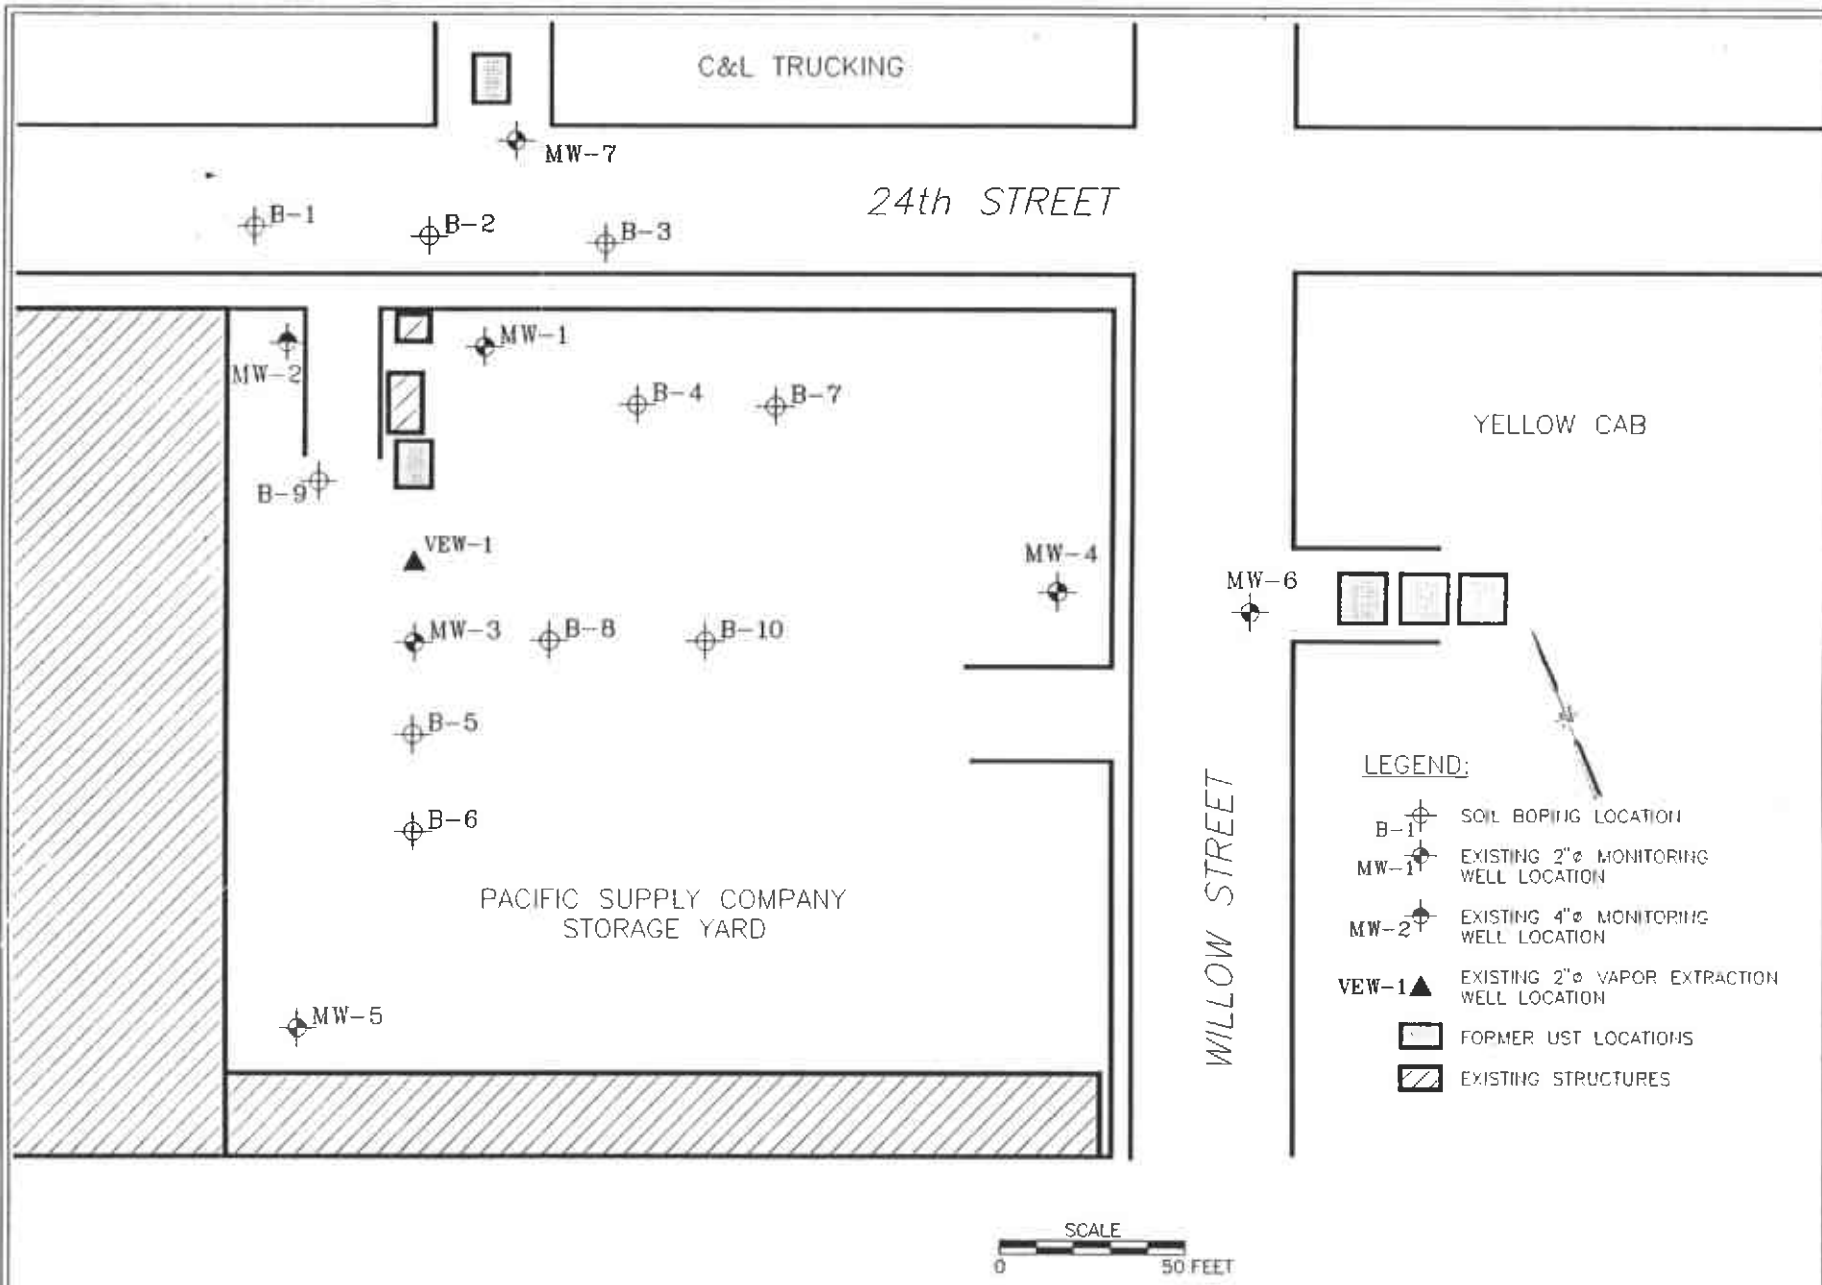 C&L TRUCKING
MW-7
24th STREET
B-1
B-2
B-3
MW-1
MW-2
B-4
B-7
YELLOW CAB
B-9
VEW-1
MW-4
MW-6
MW-3
B-8
B-10
B-5
B-6
PACIFIC SUPPLY COMPANY
STORAGE YARD
WILLOW STREET
MW-5
LEGEND:
B-1 SOIL BORING LOCATION
MW-1 EXISTING 2"ø MONITORING
WELL LOCATION
MW-2 EXISTING 4"ø MONITORING
WELL LOCATION
VEW-1 EXISTING 2"ø VAPOR EXTRACTION
WELL LOCATION
FORMER UST LOCATIONS
EXISTING STRUCTURES
SCALE
0 50 FEET